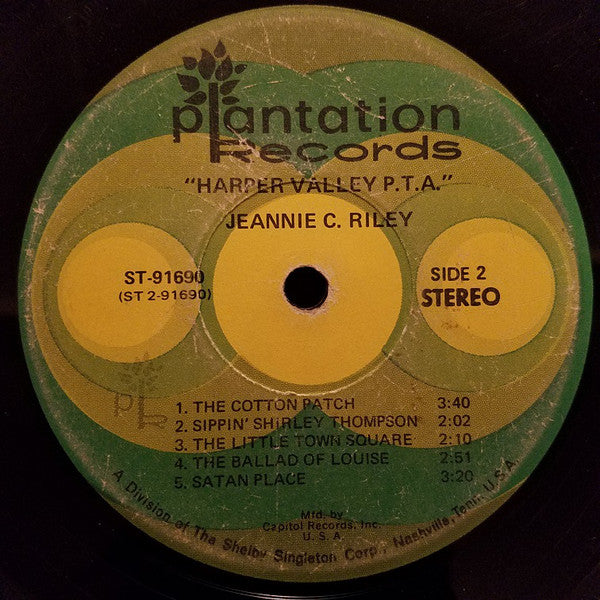 plantation
Records
"HARPER VALLEY P.T.A."
JEANNIE C. RILEY
ST-91690
(ST 2-91690)
SIDE 2
STEREO
1. THE COTTON PATCH 3:40
2. SIPPIN' SHIRLEY THOMPSON 2:02
3. THE LITTLE TOWN SQUARE 2:10
4. THE BALLAD OF LOUISE 2:51
5. SATAN PLACE 3:20
Mfd. by
Capitol Records, Inc.
U. S. A.
A Division of The Shelby Singleton Corp., Nashville, Tenn. U.S.A.